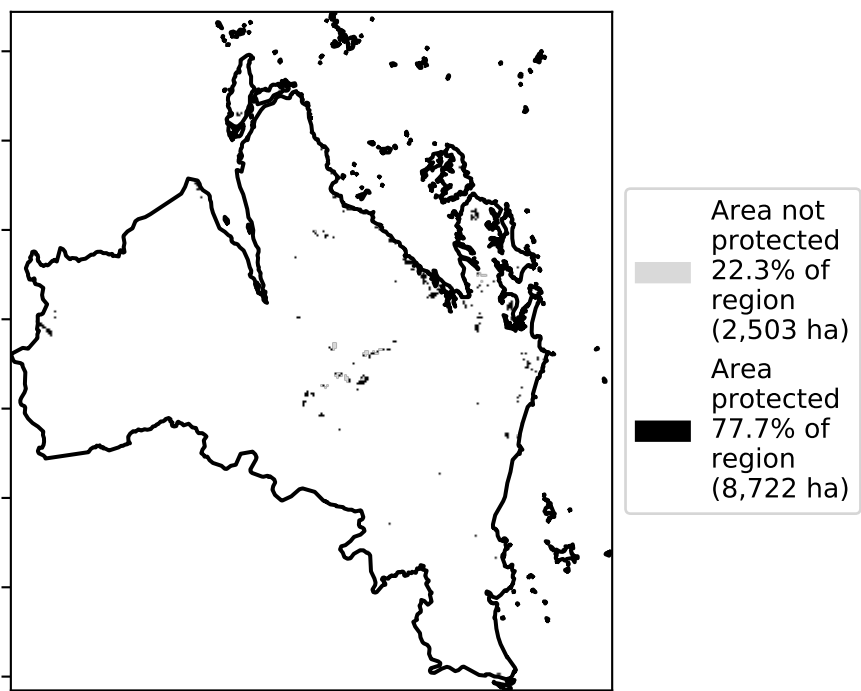 Area not
protected
22.3% of
region
(2,503 ha)
Area
protected
77.7% of
region
(8,722 ha)